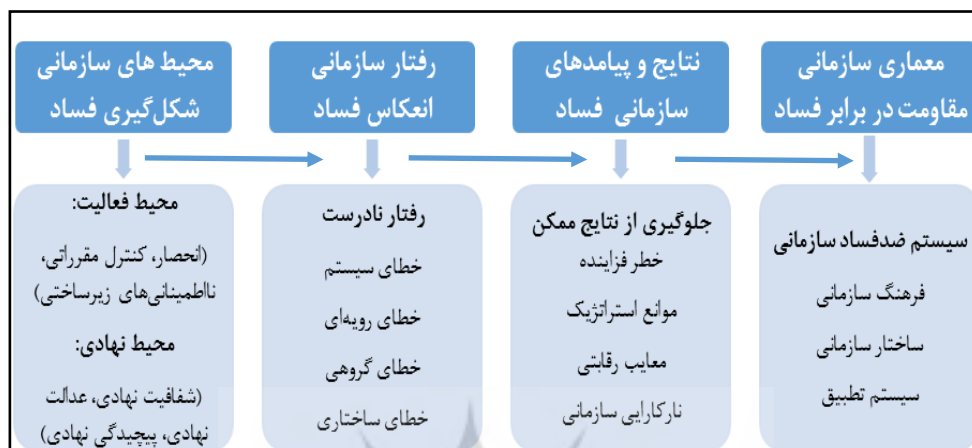 محیط های سازمانی
شکل‌گیری فساد
محیط فعالیت:
(انحصار، کنترل مقرراتی،
نااطمینانی‌های زیرساختی)
محیط نهادی:
(شفافیت نهادی، عدالت
نهادی، پیچیدگی نهادی)
رفتار سازمانی
انعکاس فساد
رفتار نادرست
خطای سیستم
خطای رویه‌ای
خطای گروهی
خطای ساختاری
نتایج و پیامدهای
سازمانی فساد
جلوگیری از نتایج ممکن
خطر فزاینده
موانع استراتژیک
معایب رقابتی
نارکارایی سازمانی
معماری سازمانی
مقاومت در برابر فساد
سیستم ضدفساد سازمانی
فرهنگ سازمانی
ساختار سازمانی
سیستم تطبیق